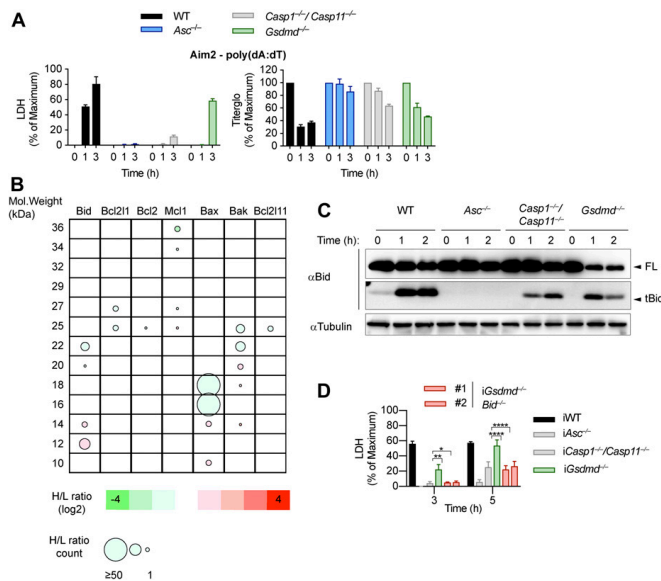 A
WT
Casp1⁻/⁻/Casp11⁻/⁻
Asc⁻/⁻
Gsdmd⁻/⁻
Aim2 - poly(dA:dT)
LDH
(% of Maximum)
100
80
60
40
20
0
0 1 3 0 1 3 0 1 3 0 1 3
Time (h)
Titerglo
(% of Maximum)
120
100
80
60
40
20
0
0 1 3 0 1 3 0 1 3 0 1 3
Time (h)
B
Mol.Weight
(kDa)
Bid Bcl2l1 Bcl2 Mcl1 Bax Bak Bcl2l11
36
34
32
29
27
25
22
20
18
16
14
12
10
H/L ratio
(log2)
-4
4
H/L ratio
count
≥50 1
C
WT Asc⁻/⁻ Casp1⁻/⁻/
Casp11⁻/⁻ Gsdmd⁻/⁻
Time (h): 0 1 2 0 1 2 0 1 2 0 1 2
αBid
FL
tBid
αTubulin
D
#1
#2
iGsdmd⁻/⁻
Bid⁻/⁻
LDH
(% of Maximum)
100
80
60
40
20
0
** * **** ****
3 5
Time (h)
iWT
iAsc⁻/⁻
iCasp1⁻/⁻/Casp11⁻/⁻
iGsdmd⁻/⁻